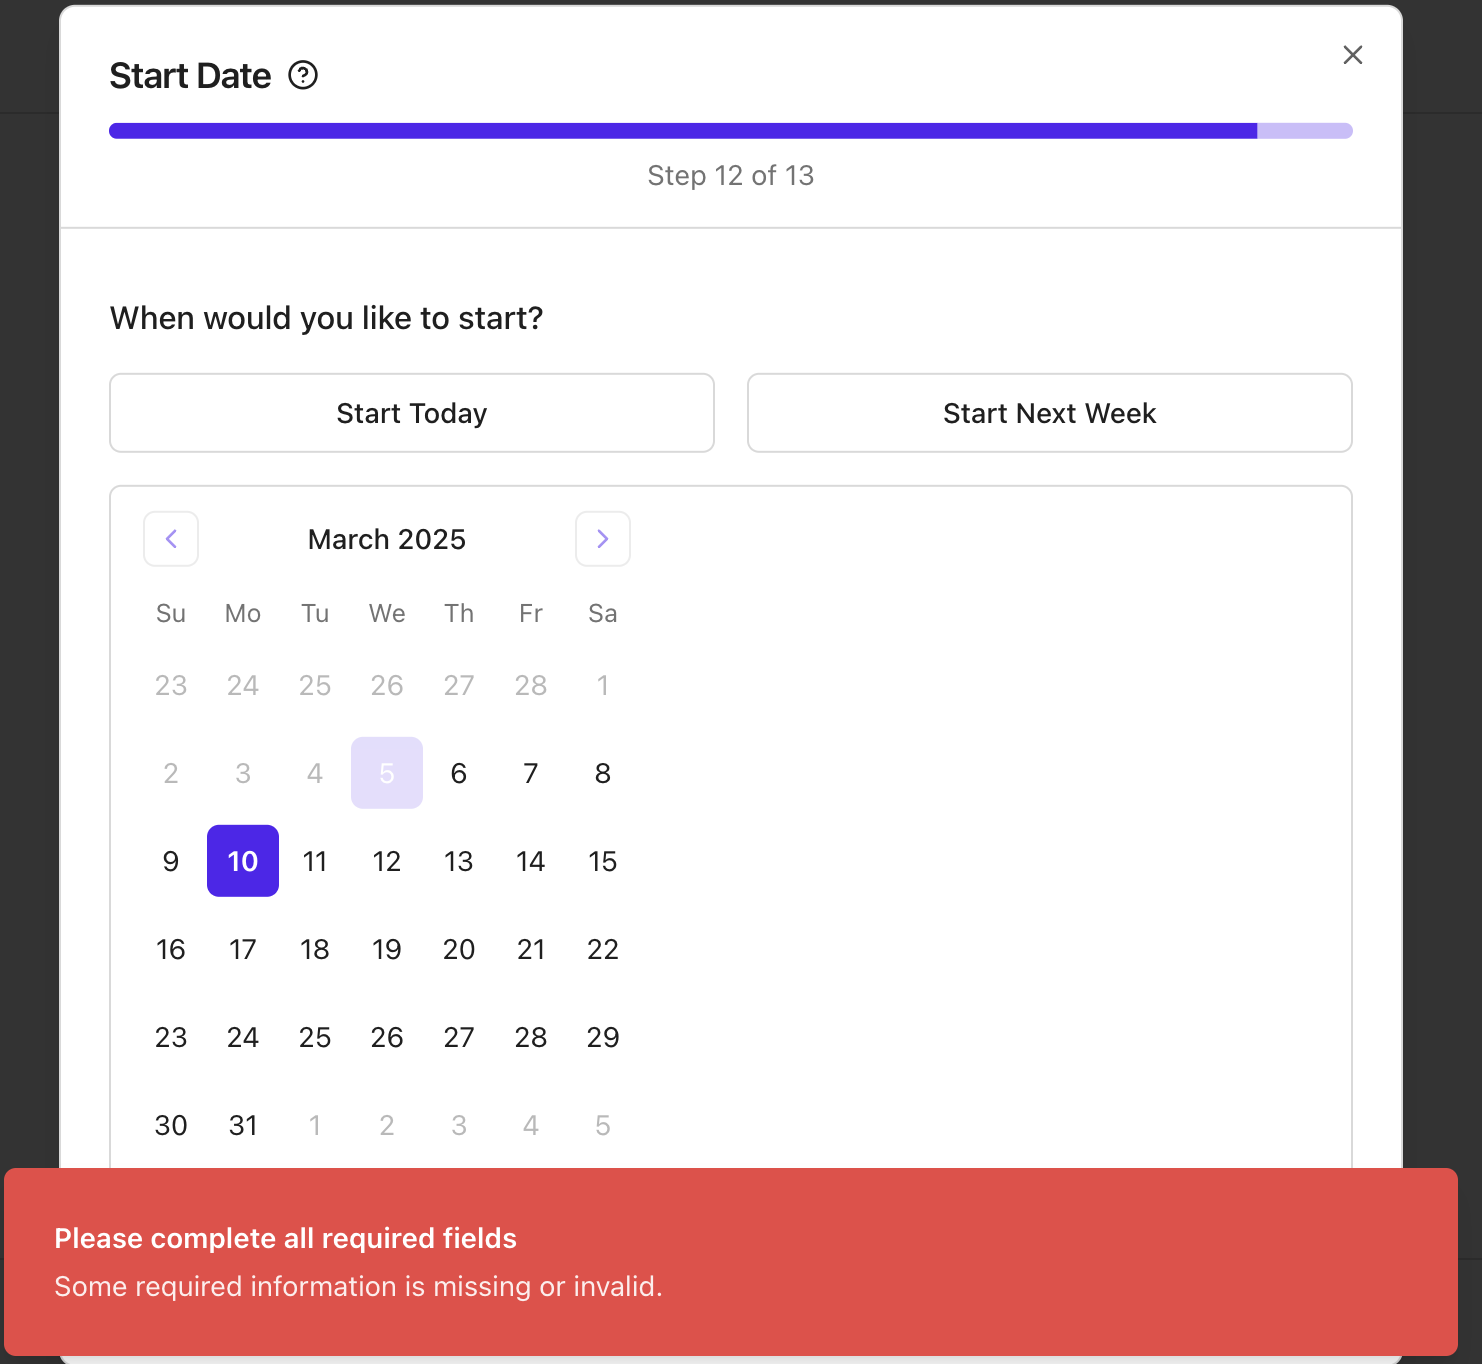 Start Date
Step 12 of 13
When would you like to start?
Start Today Start Next Week
March 2025
Su Mo Tu We Th Fr Sa
23 24 25 26 27 28 1
2 3 4 5 6 7 8
9 10 11 12 13 14 15
16 17 18 19 20 21 22
23 24 25 26 27 28 29
30 31 1 2 3 4 5
Please complete all required fields
Some required information is missing or invalid.